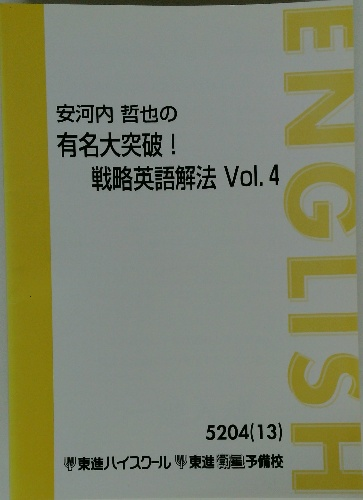 安河内 哲也の
有名大突破！
戦略英語解法 Vol.4
ENGLISH
5204(13)
東進ハイスクール 東進衛星予備校